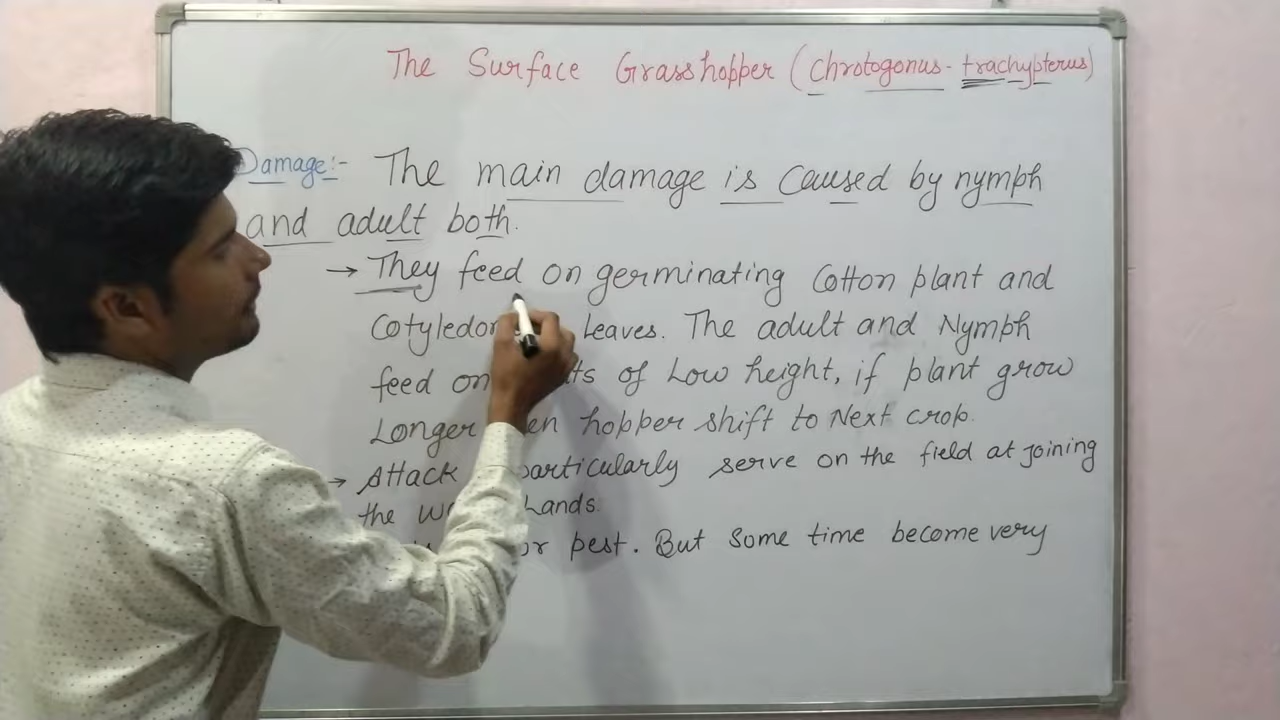 The Surface Grasshopper (chrotogonus-trachypterus)
Damage:- The main damage is caused by nymph
and adult both.
→ They feed on germinating Cotton plant and
Leaves. The adult and Nymph
feed on of Low height, if plant grow
Longer hopper shift to Next crop.
→ Attack particularly serve on the field at joining
the Lands.
pest. But Some time become very